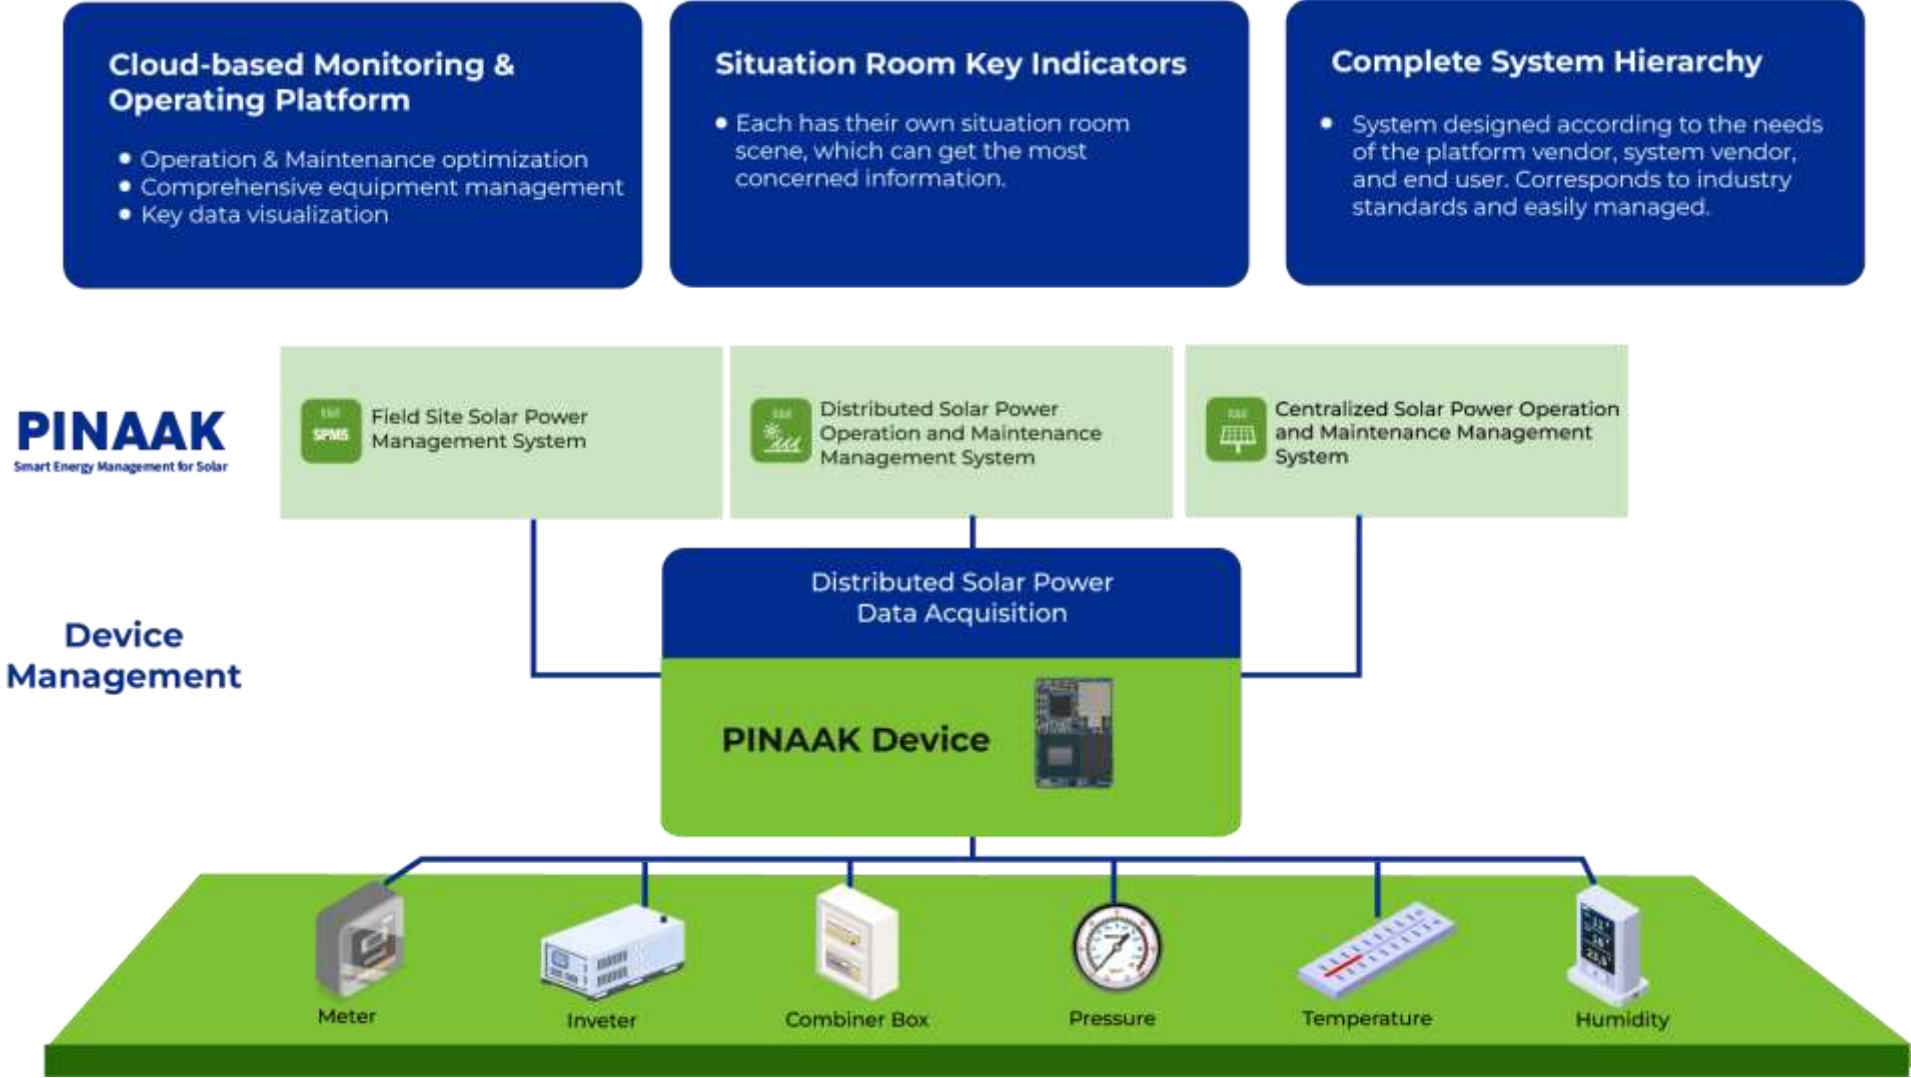 Cloud-based Monitoring &
Operating Platform
• Operation & Maintenance optimization
• Comprehensive equipment management
• Key data visualization
Situation Room Key Indicators
• Each has their own situation room
scene, which can get the most
concerned information.
Complete System Hierarchy
• System designed according to the needs
of the platform vendor, system vendor,
and end user. Corresponds to industry
standards and easily managed.
PINAAK
Smart Energy Management for Solar
SPMS
Field Site Solar Power
Management System
Distributed Solar Power
Operation and Maintenance
Management System
Centralized Solar Power Operation
and Maintenance Management
System
Device
Management
Distributed Solar Power
Data Acquisition
PINAAK Device
Meter
Inveter
Combiner Box
Pressure
Temperature
Humidity